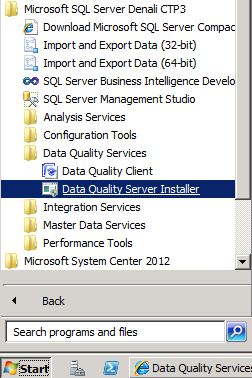 Microsoft SQL Server Denali CTP3
Download Microsoft SQL Server Compac
Import and Export Data (32-bit)
Import and Export Data (64-bit)
SQL Server Business Intelligence Develo
SQL Server Management Studio
Analysis Services
Configuration Tools
Data Quality Services
Data Quality Client
Data Quality Server Installer
Integration Services
Master Data Services
Performance Tools
Microsoft System Center 2012
Back
Search programs and files
Start
Data Quality Services